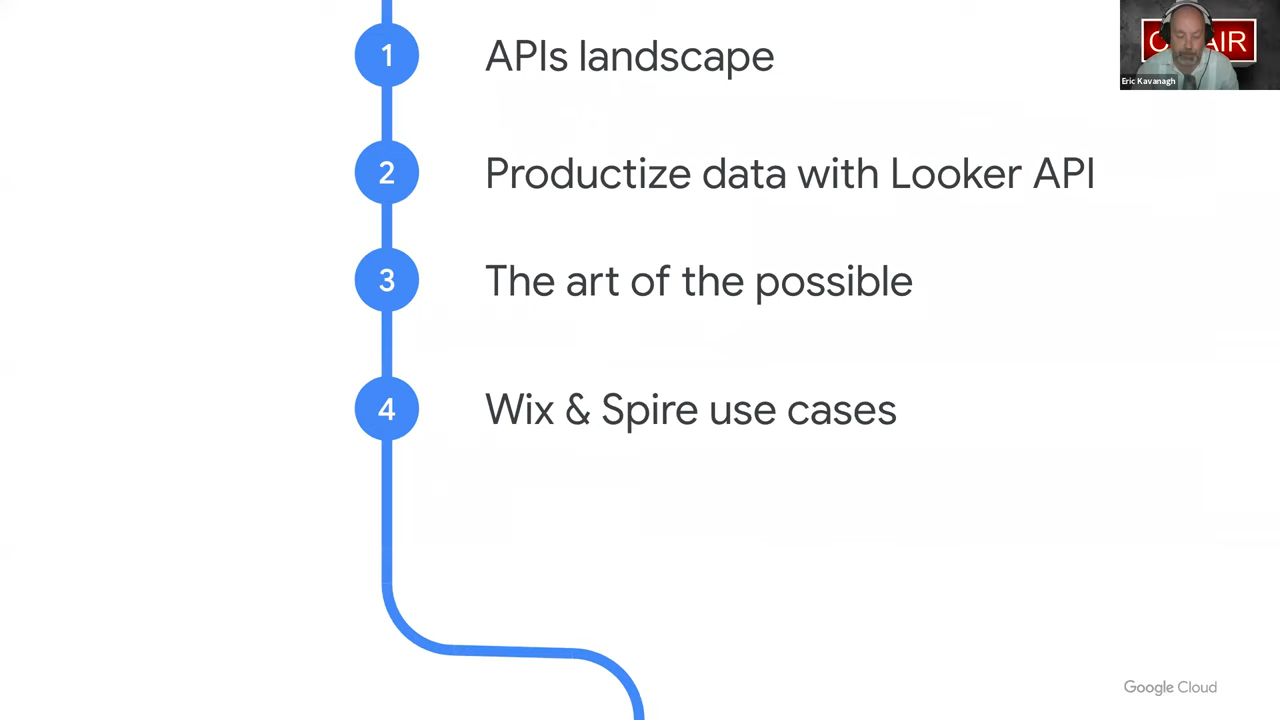 1 APIs landscape
2 Productize data with Looker API
3 The art of the possible
4 Wix & Spire use cases
Eric Kavanagh
Google Cloud